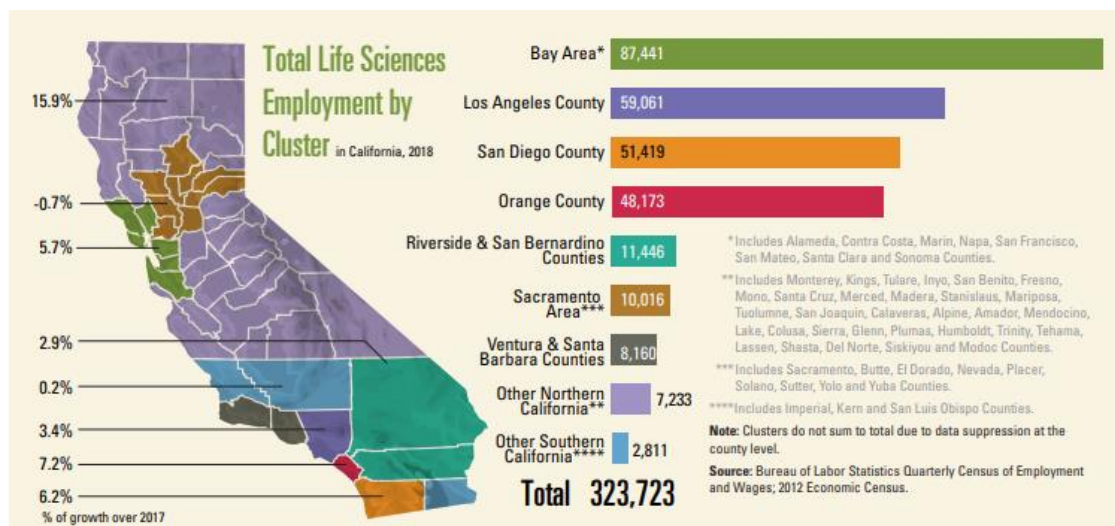 Total Life Sciences
Employment by
Cluster in California, 2018
15.9%
-0.7%
5.7%
2.9%
0.2%
3.4%
7.2%
6.2%
% of growth over 2017
Bay Area* 87,441
Los Angeles County 59,061
San Diego County 51,419
Orange County 48,173
Riverside & San Bernardino
Counties 11,446
Sacramento
Area*** 10,016
Ventura & Santa
Barbara Counties 8,160
Other Northern
California** 7,233
Other Southern
California**** 2,811
Total 323,723
*Includes Alameda, Contra Costa, Marin, Napa, San Francisco,
San Mateo, Santa Clara and Sonoma Counties.
**Includes Monterey, Kings, Tulare, Inyo, San Benito, Fresno,
Mono, Santa Cruz, Merced, Madera, Stanislaus, Mariposa,
Tuolumne, San Joaquin, Calaveras, Alpine, Amador, Mendocino,
Lake, Colusa, Sierra, Glenn, Plumas, Humboldt, Trinity, Tehama,
Lassen, Shasta, Del Norte, Siskiyou and Modoc Counties.
***Includes Sacramento, Butte, El Dorado, Nevada, Placer,
Solano, Sutter, Yolo and Yuba Counties.
****Includes Imperial, Kern and San Luis Obispo Counties.
Note: Clusters do not sum to total due to data suppression at the
county level.
Source: Bureau of Labor Statistics Quarterly Census of Employment
and Wages; 2012 Economic Census.